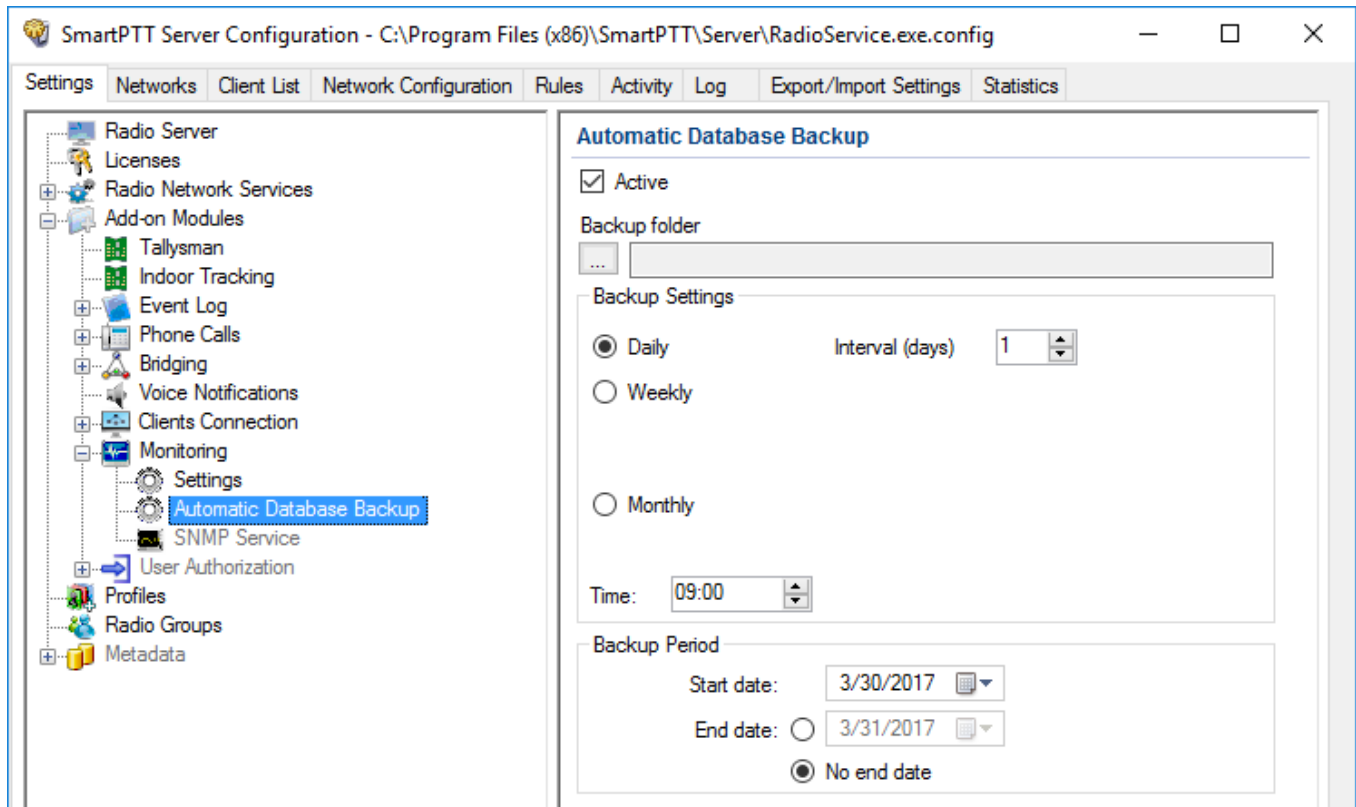 SmartPTT Server Configuration - C:\Program Files (x86)\SmartPTT\Server\RadioService.exe.config
Settings Networks Client List Network Configuration Rules Activity Log Export/Import Settings Statistics
Radio Server
Licenses
Radio Network Services
Add-on Modules
Tallysman
Indoor Tracking
Event Log
Phone Calls
Bridging
Voice Notifications
Clients Connection
Monitoring
Settings
Automatic Database Backup
SNMP Service
User Authorization
Profiles
Radio Groups
Metadata
Automatic Database Backup
Active
Backup folder
...
Backup Settings
Daily Interval (days) 1
Weekly
Monthly
Time: 09:00
Backup Period
Start date: 3/30/2017
End date: 3/31/2017
No end date